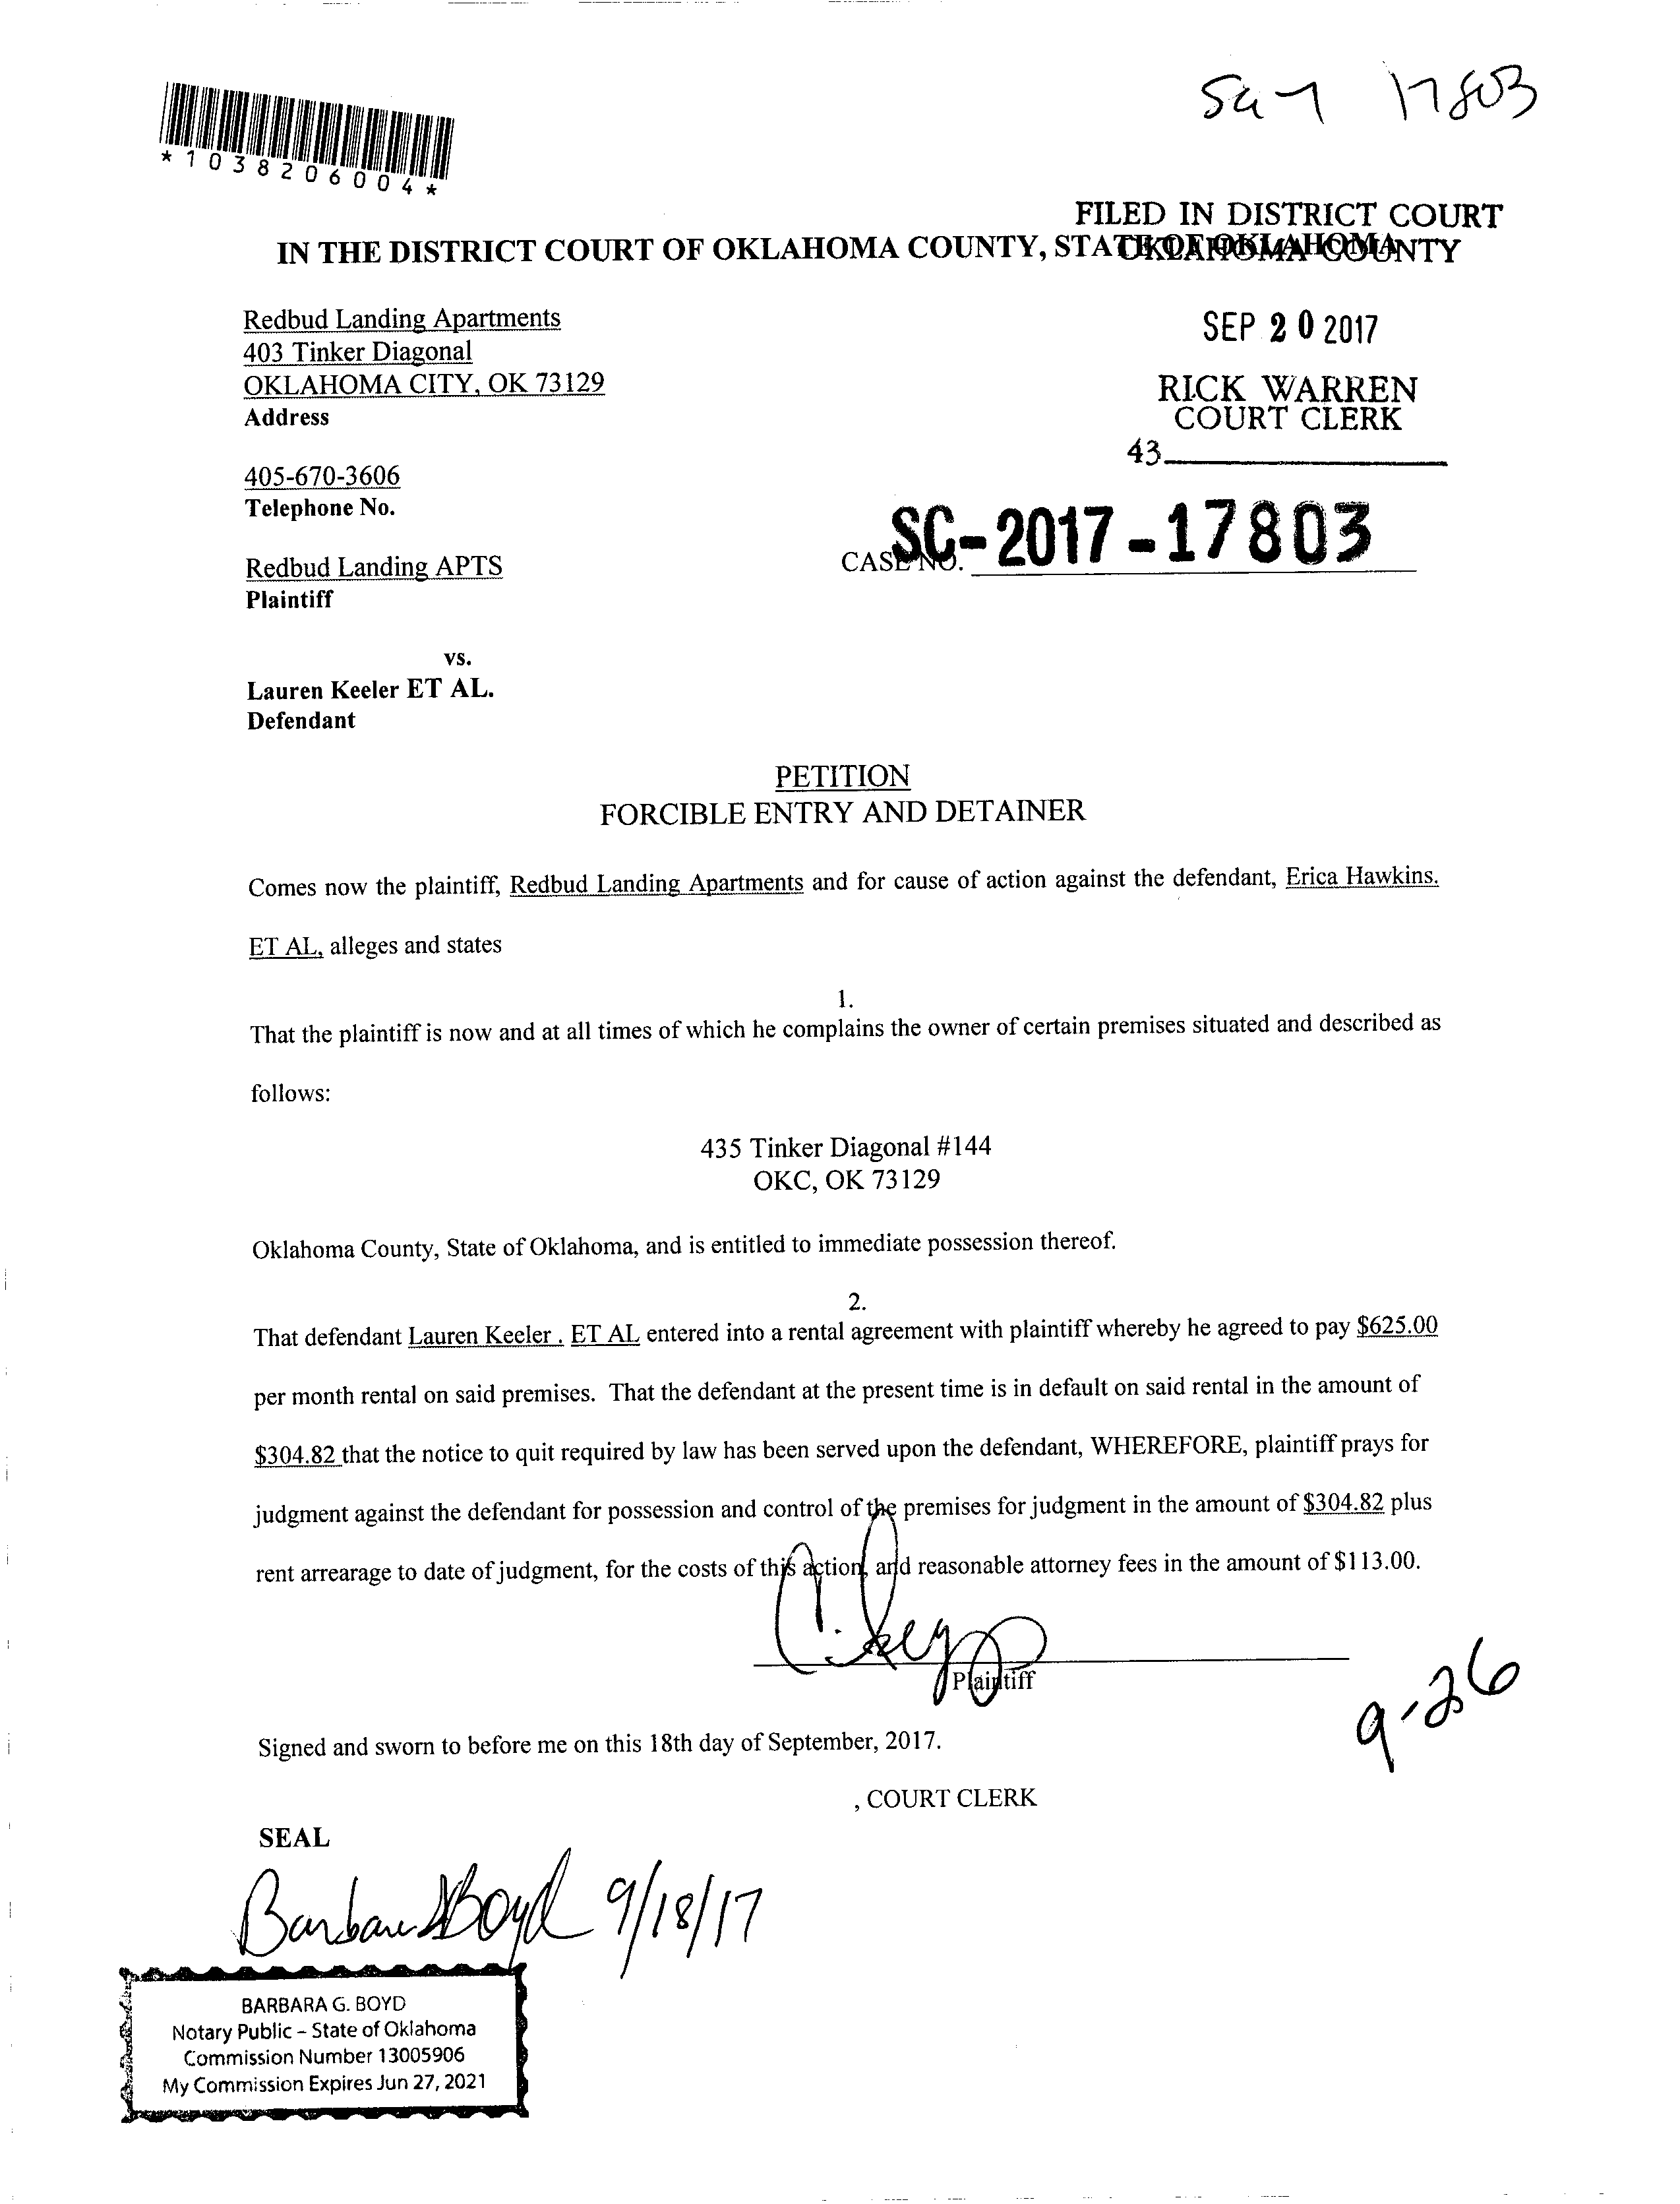 17803
*1038206004*
FILED IN DISTRICT COURT
OKLAHOMA COUNTY
IN THE DISTRICT COURT OF OKLAHOMA COUNTY, STATE OF OKLAHOMA
Redbud Landing Apartments
403 Tinker Diagonal
OKLAHOMA CITY, OK 73129
Address
SEP 20 2017
RICK WARREN
COURT CLERK
43
405-670-3606
Telephone No.
CASE NO. SC-2017-17803
Redbud Landing APTS
Plaintiff
vs.
Lauren Keeler ET AL.
Defendant
PETITION
FORCIBLE ENTRY AND DETAINER
Comes now the plaintiff, Redbud Landing Apartments and for cause of action against the defendant, Erica Hawkins.
ET AL, alleges and states
1.
That the plaintiff is now and at all times of which he complains the owner of certain premises situated and described as
follows:
435 Tinker Diagonal #144
OKC, OK 73129
Oklahoma County, State of Oklahoma, and is entitled to immediate possession thereof.
2.
That defendant Lauren Keeler . ET AL entered into a rental agreement with plaintiff whereby he agreed to pay $625.00
per month rental on said premises. That the defendant at the present time is in default on said rental in the amount of
$304.82 that the notice to quit required by law has been served upon the defendant, WHEREFORE, plaintiff prays for
judgment against the defendant for possession and control of the premises for judgment in the amount of $304.82 plus
rent arrearage to date of judgment, for the costs of this action, and reasonable attorney fees in the amount of $113.00.
Plaintiff
9-26
Signed and sworn to before me on this 18th day of September, 2017.
, COURT CLERK
SEAL
Barbara G Boyd 9/18/17
BARBARA G. BOYD
Notary Public – State of Oklahoma
Commission Number 13005906
My Commission Expires Jun 27, 2021